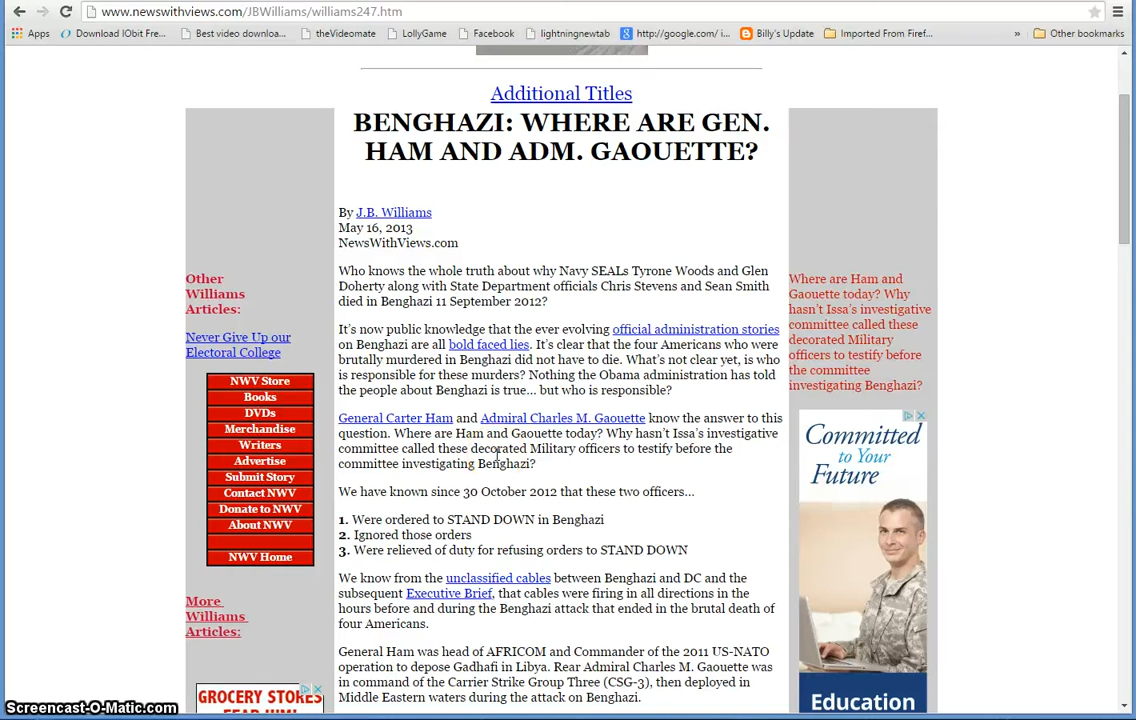 www.newswithviews.com/JBWilliams/williams247.htm
Apps Download IObit Fre... Best video downloa... theVideomate LollyGame Facebook lightningnewtab http://google.com/ i... Billy's Update Imported From Firef... » Other bookmarks
Additional Titles
BENGHAZI: WHERE ARE GEN.
HAM AND ADM. GAOUETTE?
By J.B. Williams
May 16, 2013
NewsWithViews.com
Who knows the whole truth about why Navy SEALs Tyrone Woods and Glen
Doherty along with State Department officials Chris Stevens and Sean Smith
died in Benghazi 11 September 2012?
It's now public knowledge that the ever evolving official administration stories
on Benghazi are all bold faced lies. It's clear that the four Americans who were
brutally murdered in Benghazi did not have to die. What's not clear yet, is who
is responsible for these murders? Nothing the Obama administration has told
the people about Benghazi is true... but who is responsible?
General Carter Ham and Admiral Charles M. Gaouette know the answer to this
question. Where are Ham and Gaouette today? Why hasn't Issa's investigative
committee called these decorated Military officers to testify before the
committee investigating Benghazi?
We have known since 30 October 2012 that these two officers...
1. Were ordered to STAND DOWN in Benghazi
2. Ignored those orders
3. Were relieved of duty for refusing orders to STAND DOWN
We know from the unclassified cables between Benghazi and DC and the
subsequent Executive Brief, that cables were firing in all directions in the
hours before and during the Benghazi attack that ended in the brutal death of
four Americans.
General Ham was head of AFRICOM and Commander of the 2011 US-NATO
operation to depose Gadhafi in Libya. Rear Admiral Charles M. Gaouette was
in command of the Carrier Strike Group Three (CSG-3), then deployed in
Middle Eastern waters during the attack on Benghazi.
Other
Williams
Articles:
Never Give Up our
Electoral College
NWV Store
Books
DVDs
Merchandise
Writers
Advertise
Submit Story
Contact NWV
Donate to NWV
About NWV
NWV Home
More
Williams
Articles:
GROCERY STORES
Where are Ham and
Gaouette today? Why
hasn't Issa's investigative
committee called these
decorated Military
officers to testify before
the committee
investigating Benghazi?
Committed
to Your
Future
Education
Screencast-O-Matic.com